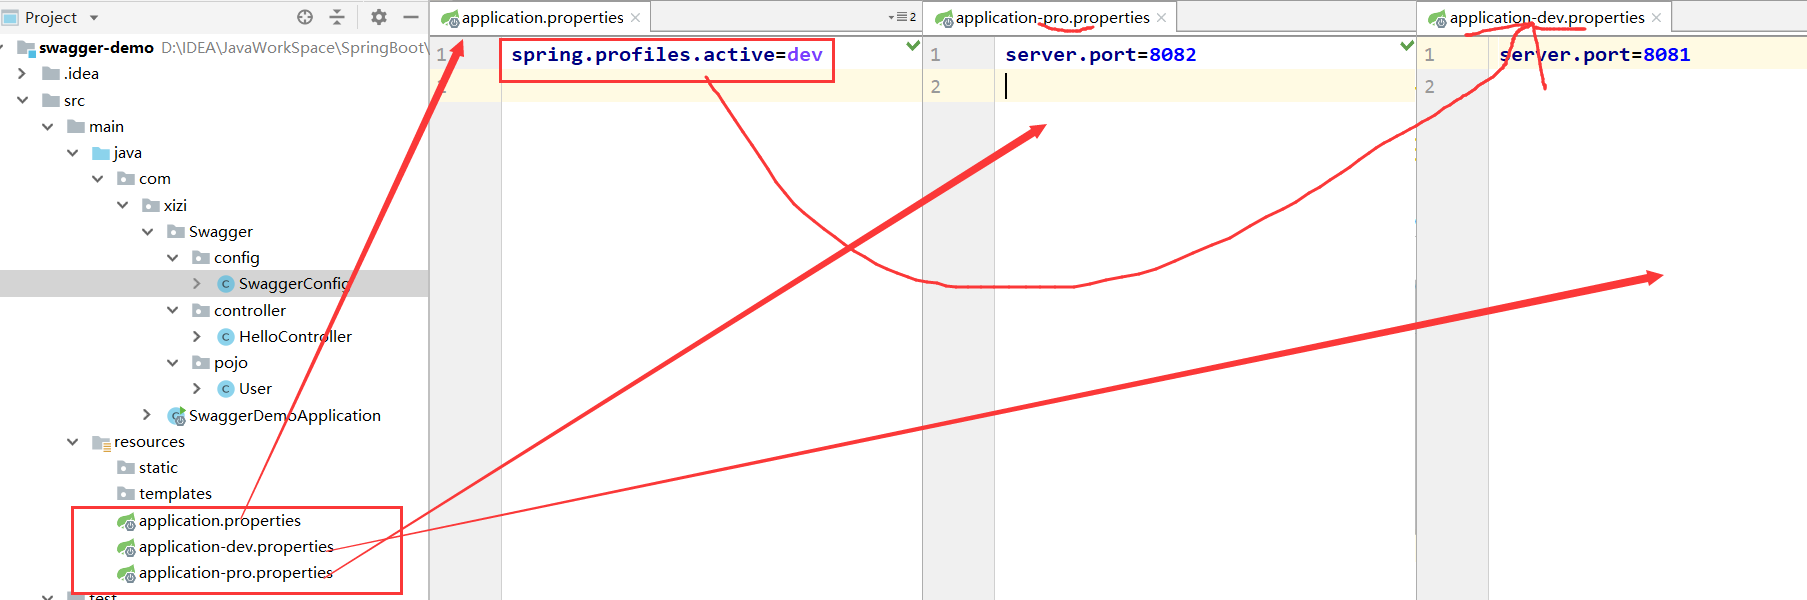 Project
swagger-demo D:\IDEA\JavaWorkSpace\SpringBoot\
.idea
src
main
java
com
xizi
Swagger
config
SwaggerConfig
controller
HelloController
pojo
User
SwaggerDemoApplication
resources
static
templates
application.properties
application-dev.properties
application-pro.properties
test
application.properties
2
1 spring.profiles.active=dev
2
application-pro.properties
1 server.port=8082
2
application-dev.properties
1 server.port=8081
2